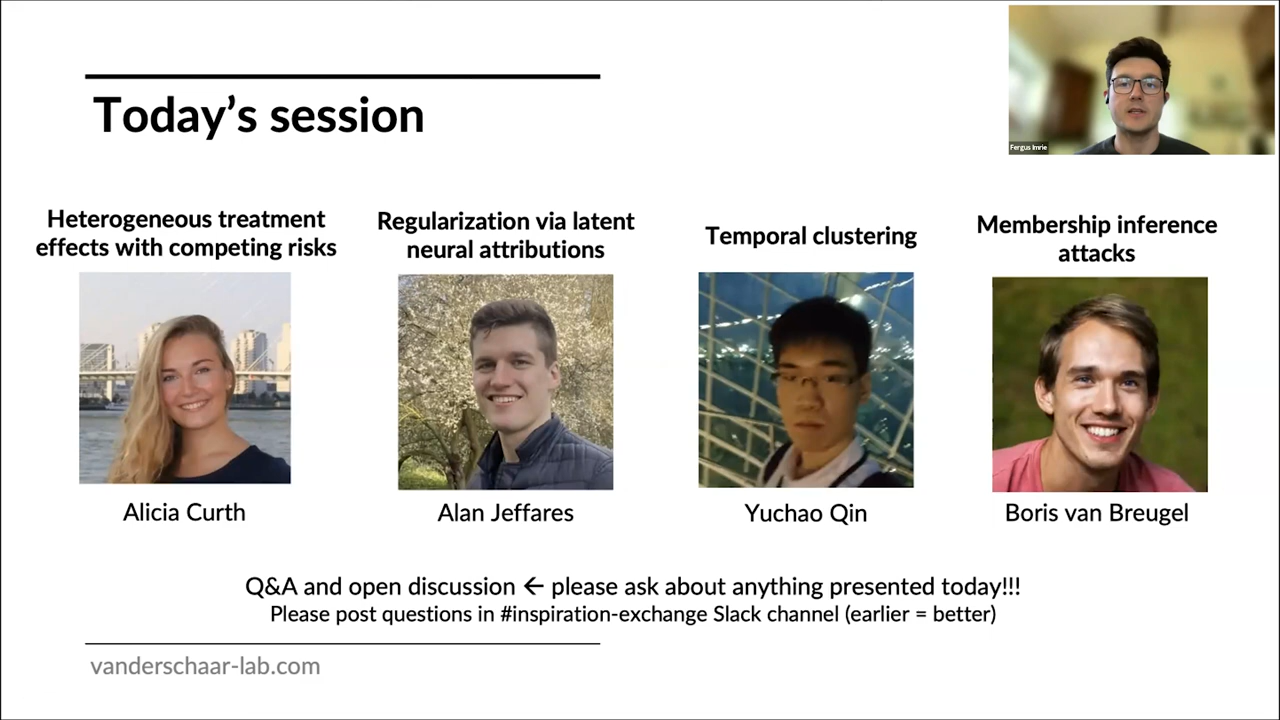 Today's session
Fergus Imrie
Heterogeneous treatment
effects with competing risks
Regularization via latent
neural attributions
Temporal clustering
Membership inference
attacks
Alicia Curth
Alan Jeffares
Yuchao Qin
Boris van Breugel
Q&A and open discussion ← please ask about anything presented today!!!
Please post questions in #inspiration-exchange Slack channel (earlier = better)
vanderschaar-lab.com